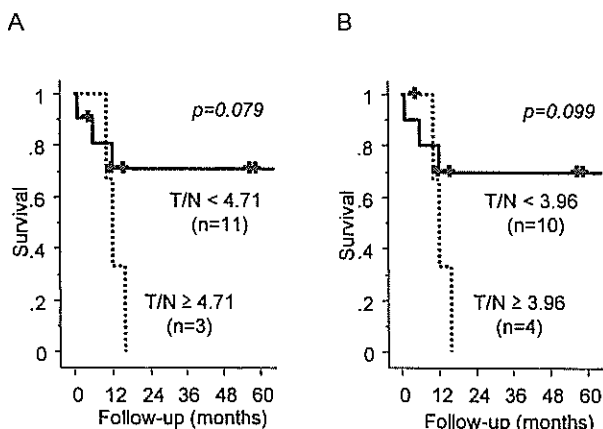 A
B
Survival
1
.8
.6
.4
.2
0
p=0.079
T/N < 4.71
(n=11)
T/N ≥ 4.71
(n=3)
0 12 24 36 48 60
Follow-up (months)
Survival
1
.8
.6
.4
.2
0
p=0.099
T/N < 3.96
(n=10)
T/N ≥ 3.96
(n=4)
0 12 24 36 48 60
Follow-up (months)